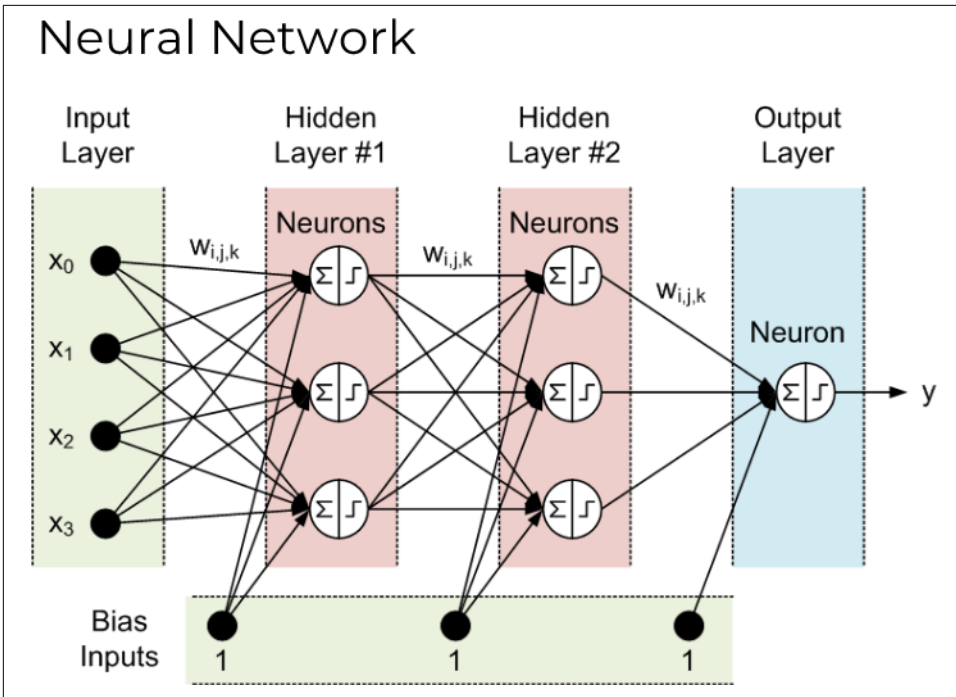 Neural Network
Input
Layer
Hidden
Layer #1
Hidden
Layer #2
Output
Layer
Neurons
Neurons
Neuron
x₀
x₁
x₂
x₃
wᵢ,ⱼ,ₖ
wᵢ,ⱼ,ₖ
wᵢ,ⱼ,ₖ
Σ
Σ
Σ
Σ
Σ
Σ
Σ
y
Bias
Inputs
1
1
1